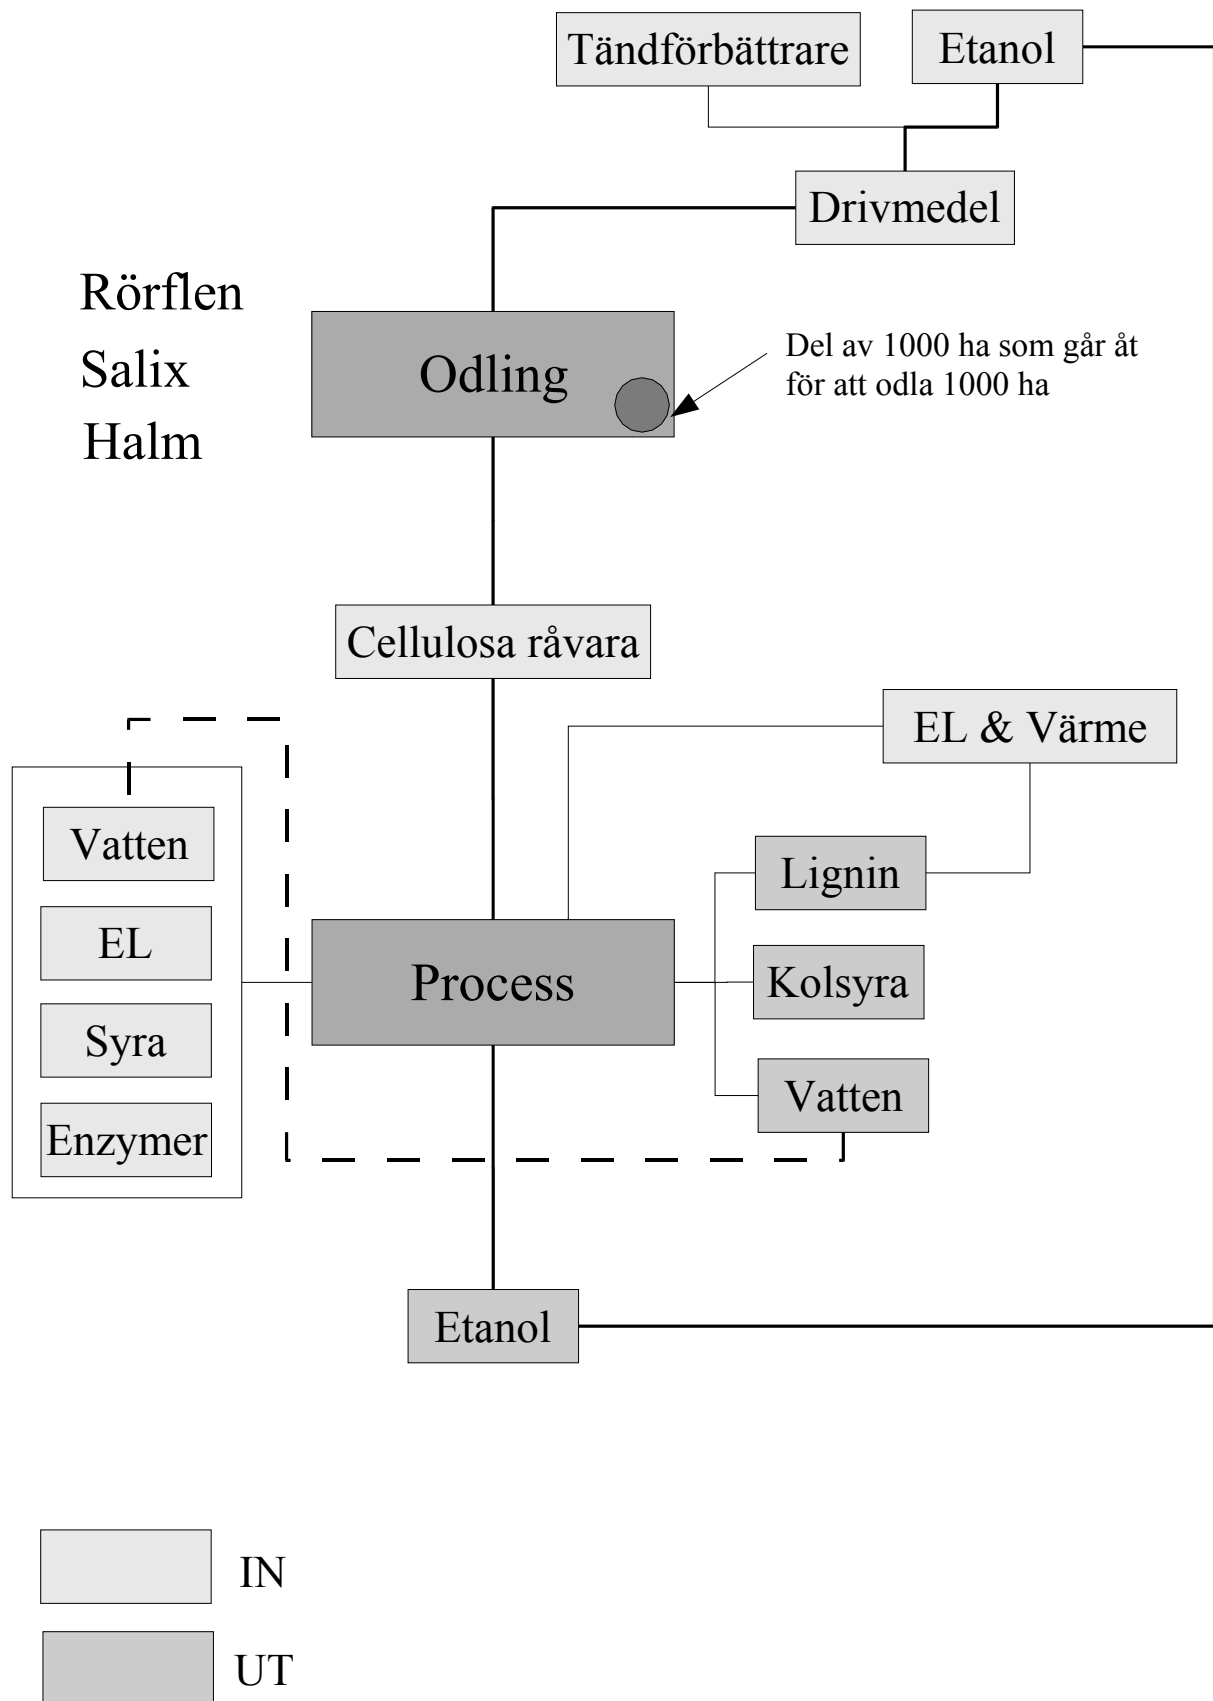 Tändförbättrare
Etanol
Drivmedel
Rörflen
Salix
Halm
Odling
Del av 1000 ha som går åt
för att odla 1000 ha
Cellulosa råvara
EL & Värme
Vatten
EL
Syra
Enzymer
Process
Lignin
Kolsyra
Vatten
Etanol
IN
UT